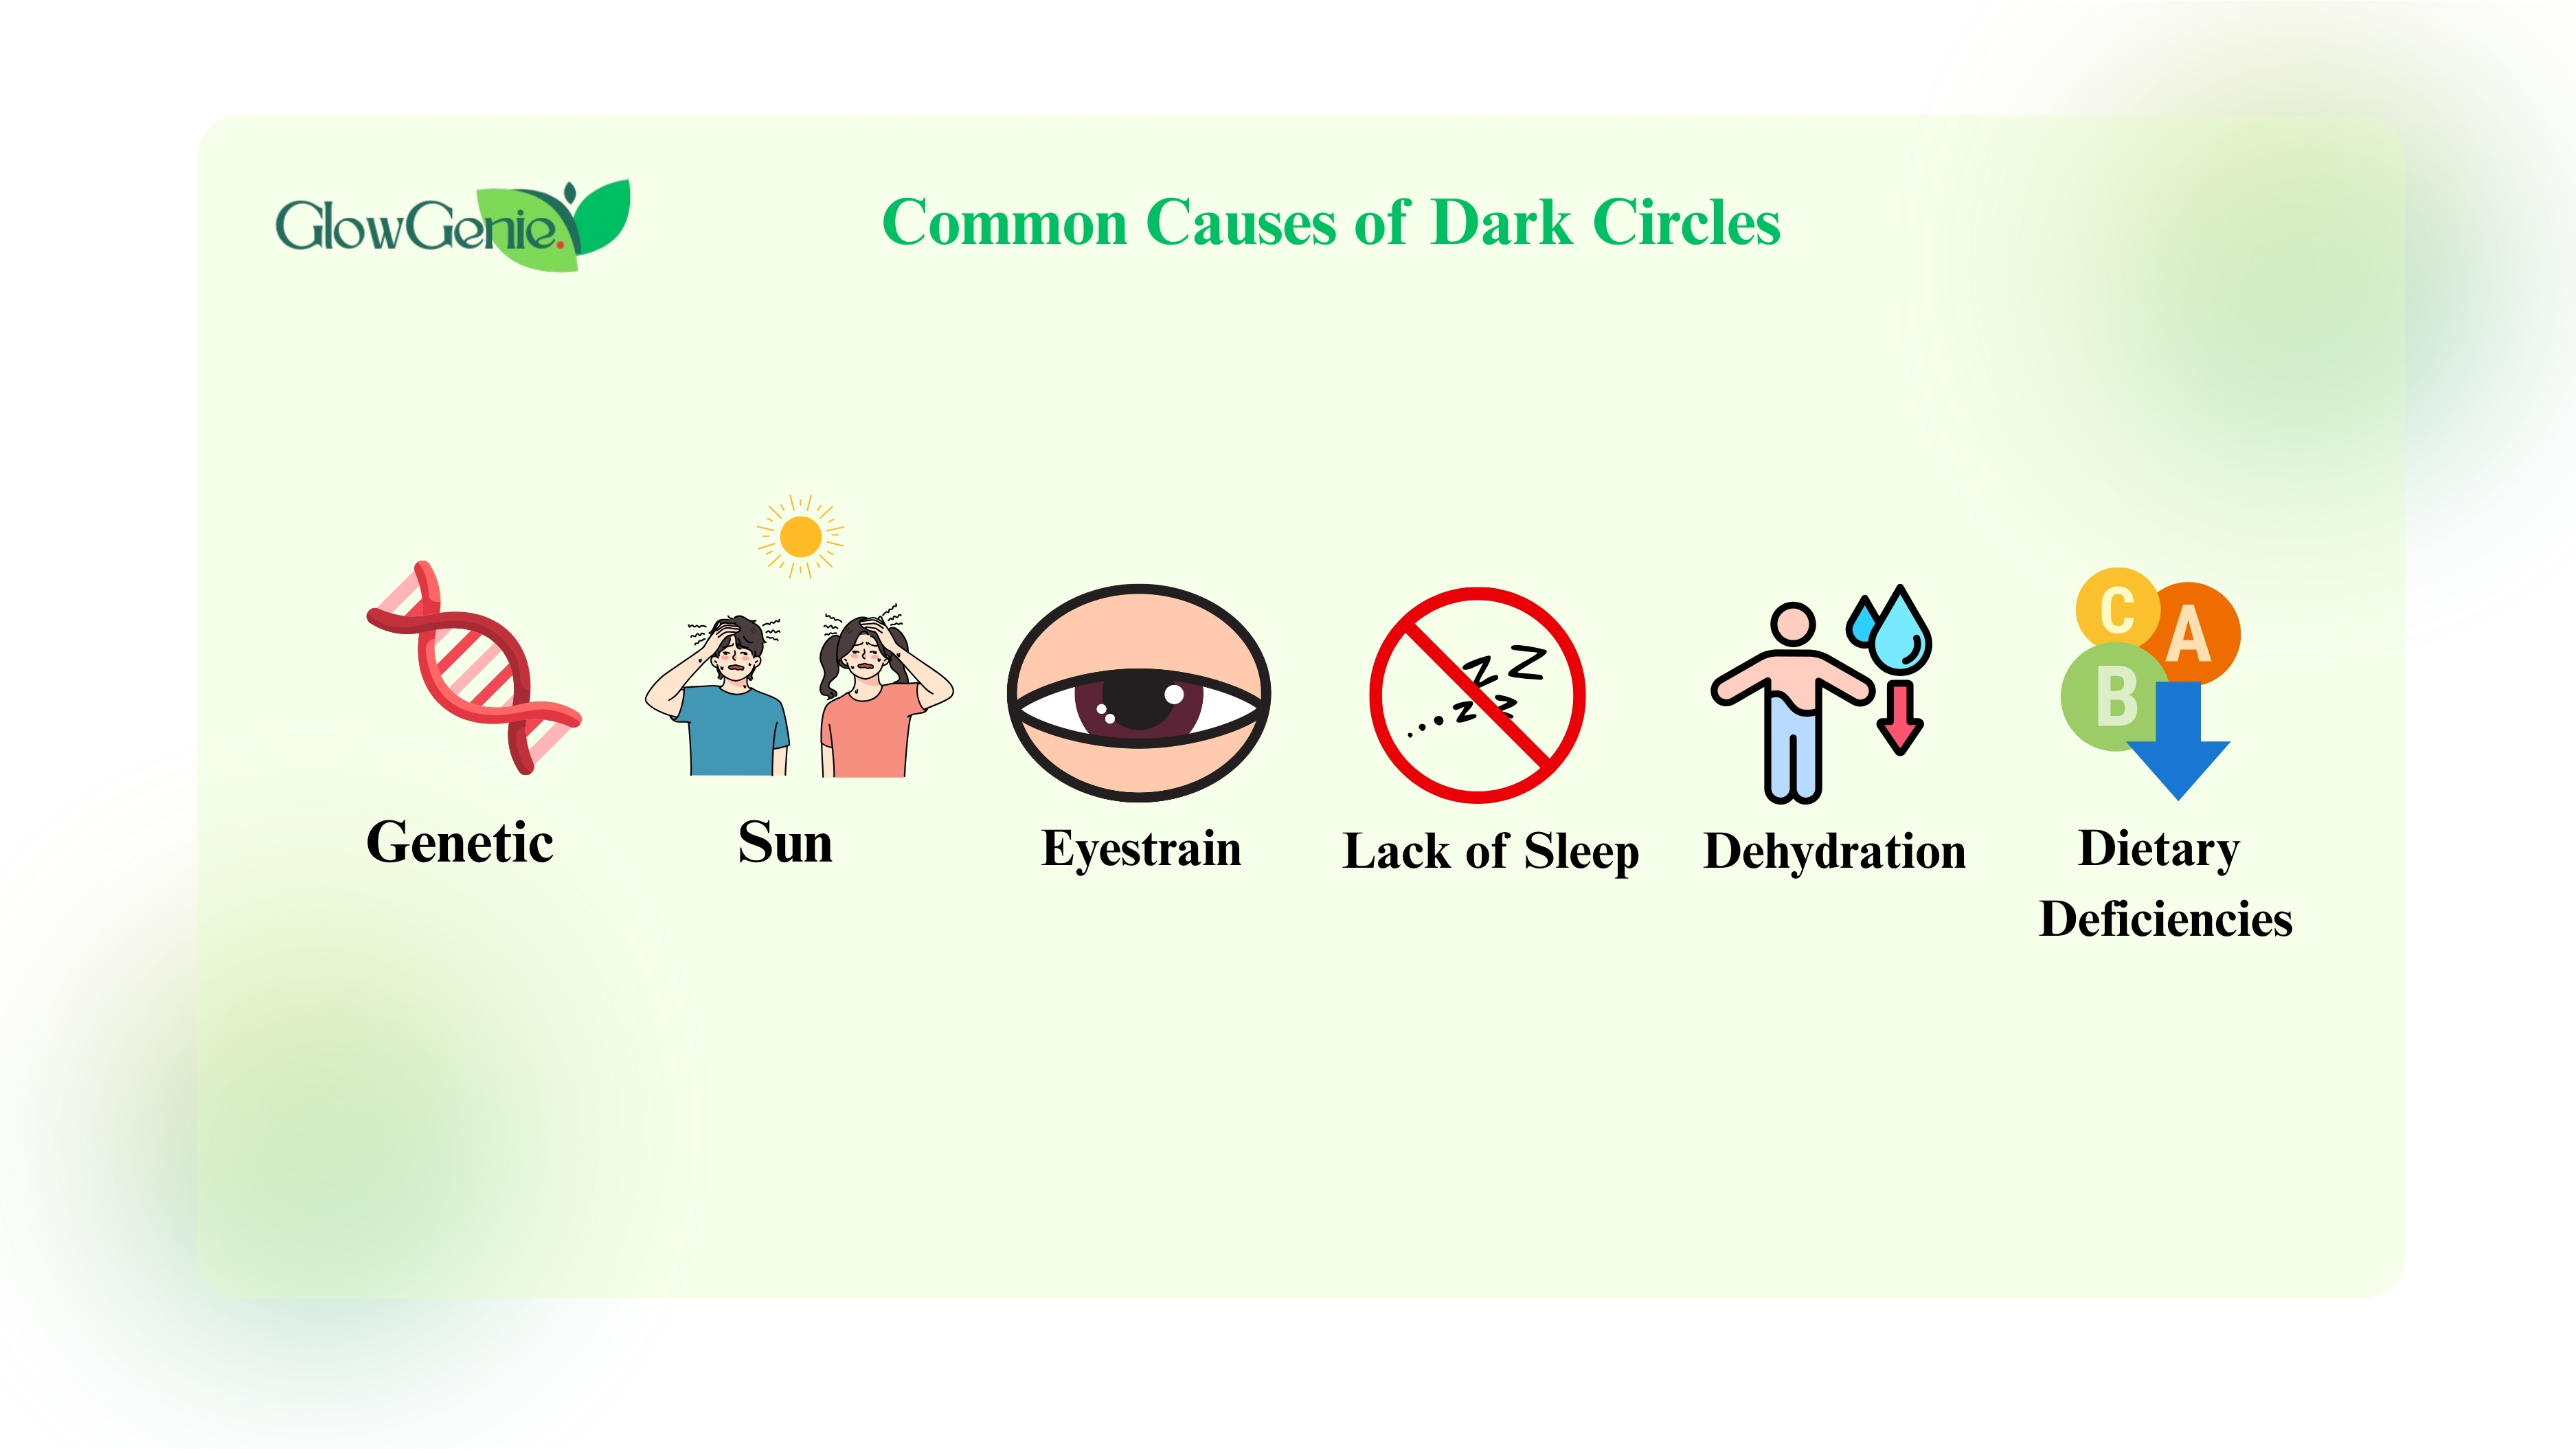 GlowGenie.
Common Causes of Dark Circles
z Z
z z
C
A
B
Genetic
Sun
Eyestrain
Lack of Sleep
Dehydration
Dietary
Deficiencies